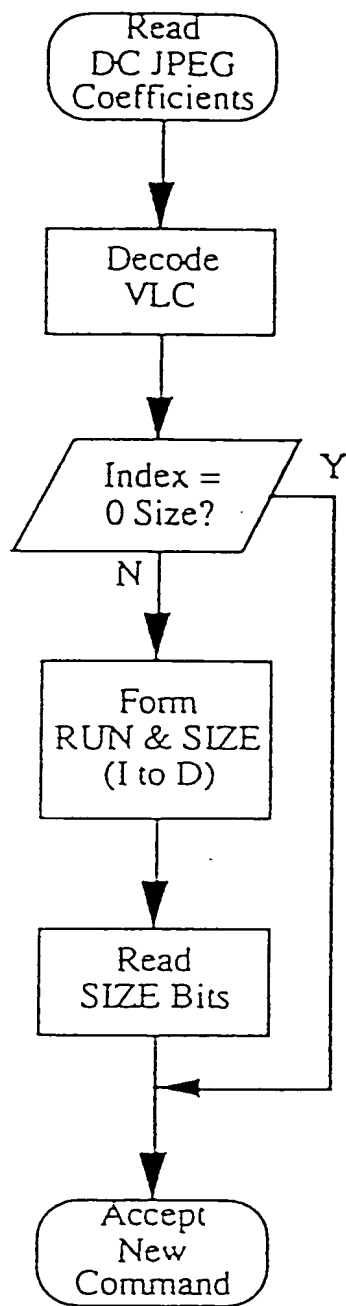 Read
DC JPEG
Coefficients
Decode
VLC
Index =
0 Size?
Y
N
Form
RUN & SIZE
(I to D)
Read
SIZE Bits
Accept
New
Command